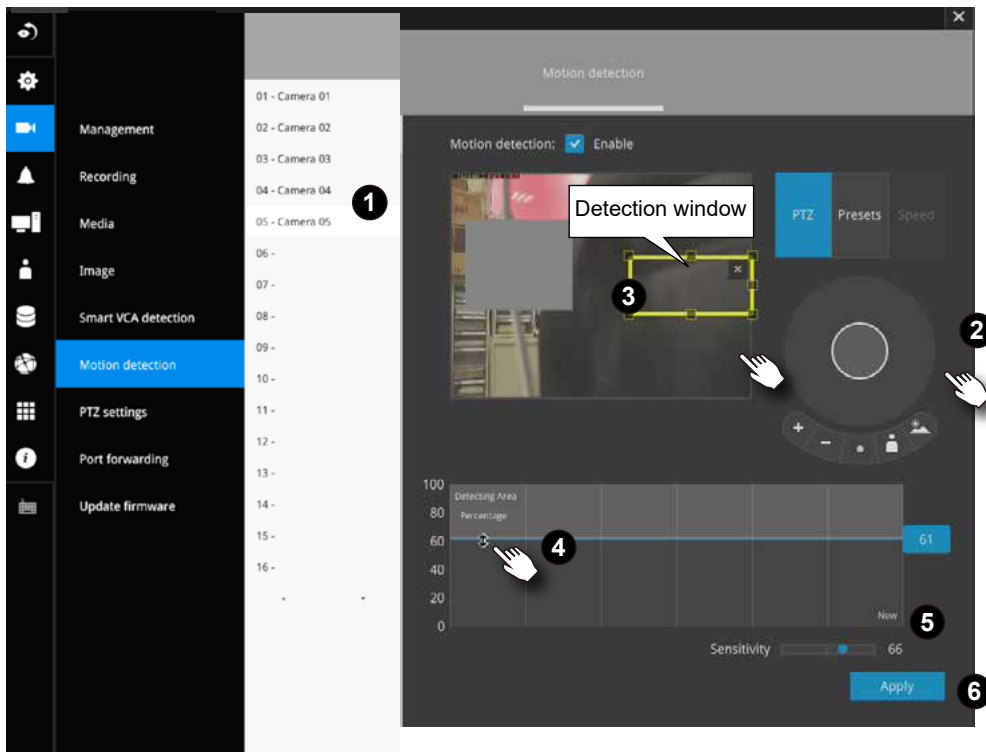 Motion detection
01 - Camera 01
02 - Camera 02
03 - Camera 03
04 - Camera 04
05 - Camera 05
06 -
07 -
08 -
09 -
10 -
11 -
12 -
13 -
14 -
15 -
16 -
1
Management
Recording
Media
Image
Smart VCA detection
Motion detection
PTZ settings
Port forwarding
Update firmware
Motion detection: Enable
Detection window
3
PTZ Presets Speed
2
100
80
60
40
20
0
Detecting Area
Percentage
4
61
Now
5
Sensitivity 66
Apply
6